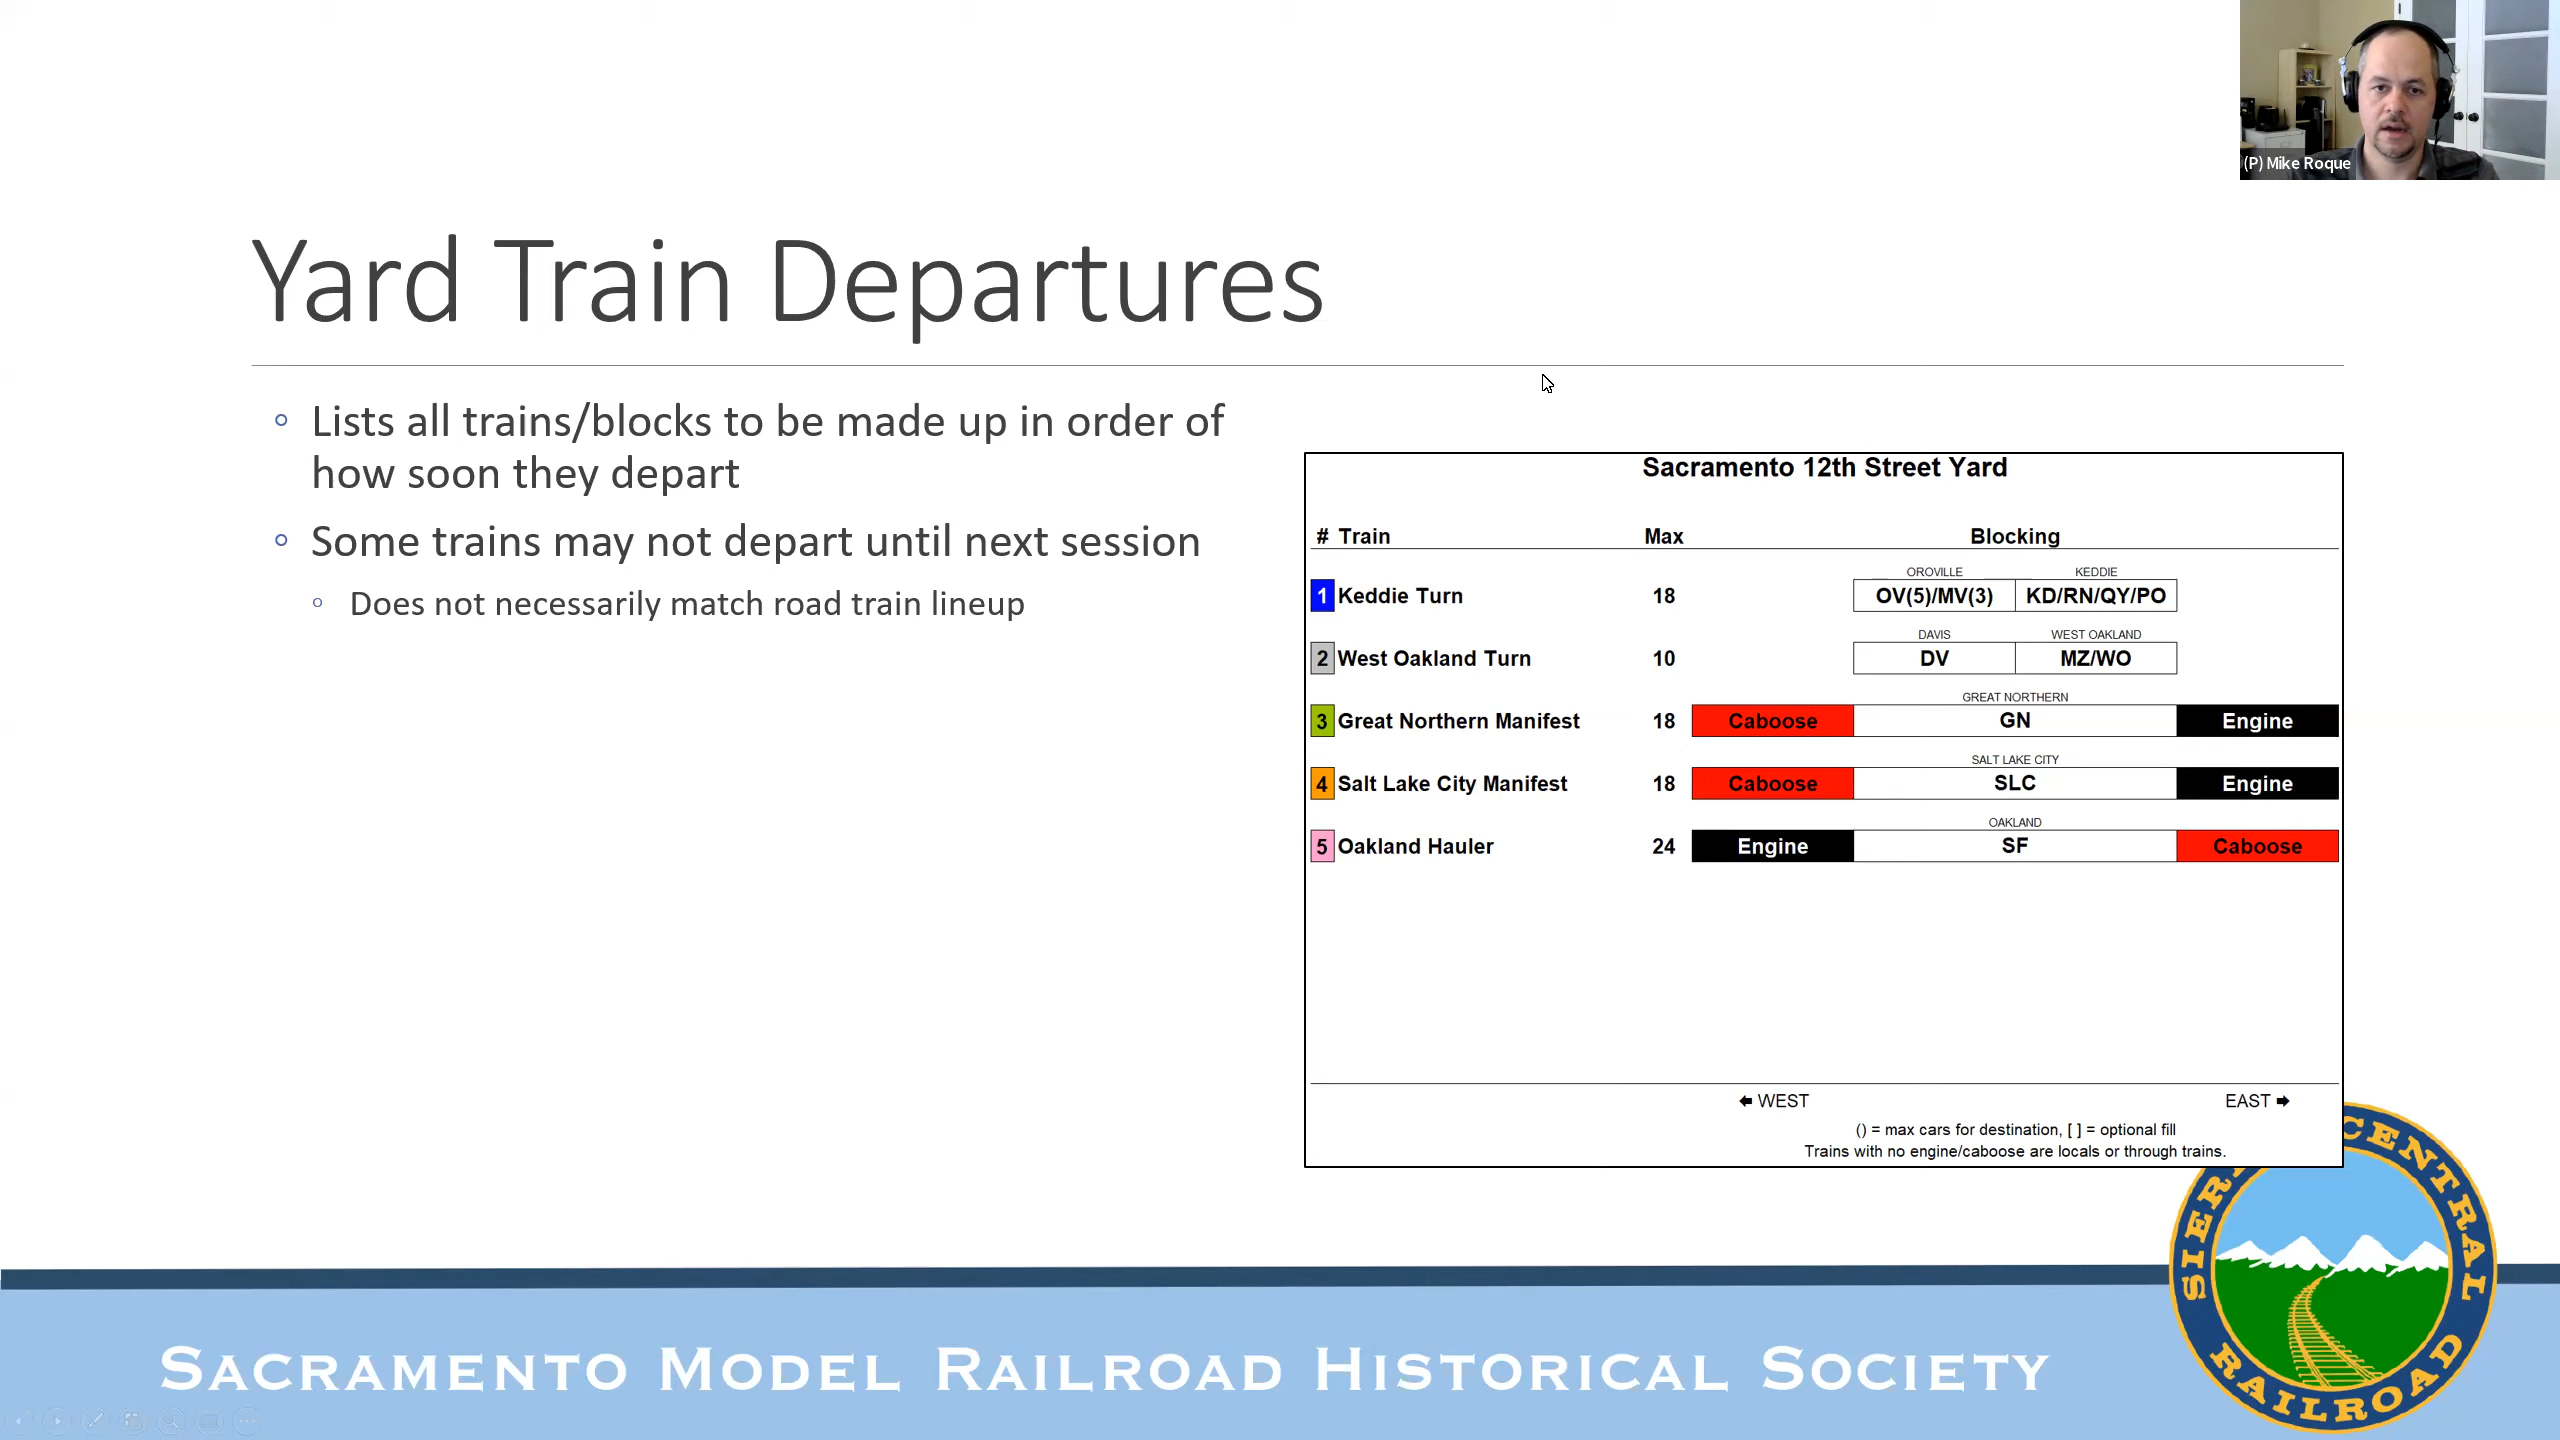 (P) Mike Roque
Yard Train Departures
Lists all trains/blocks to be made up in order of
how soon they depart
Some trains may not depart until next session
Does not necessarily match road train lineup
Sacramento 12th Street Yard
# Train Max Blocking
OROVILLE KEDDIE
1 Keddie Turn 18 OV(5)/MV(3) KD/RN/QY/PO
DAVIS WEST OAKLAND
2 West Oakland Turn 10 DV MZ/WO
GREAT NORTHERN
3 Great Northern Manifest 18 Caboose GN Engine
SALT LAKE CITY
4 Salt Lake City Manifest 18 Caboose SLC Engine
OAKLAND
5 Oakland Hauler 24 Engine SF Caboose
🡸 WEST EAST 🡺
() = max cars for destination, [ ] = optional fill
Trains with no engine/caboose are locals or through trains.
SACRAMENTO MODEL RAILROAD HISTORICAL SOCIETY
CENTRAL
RAILROAD